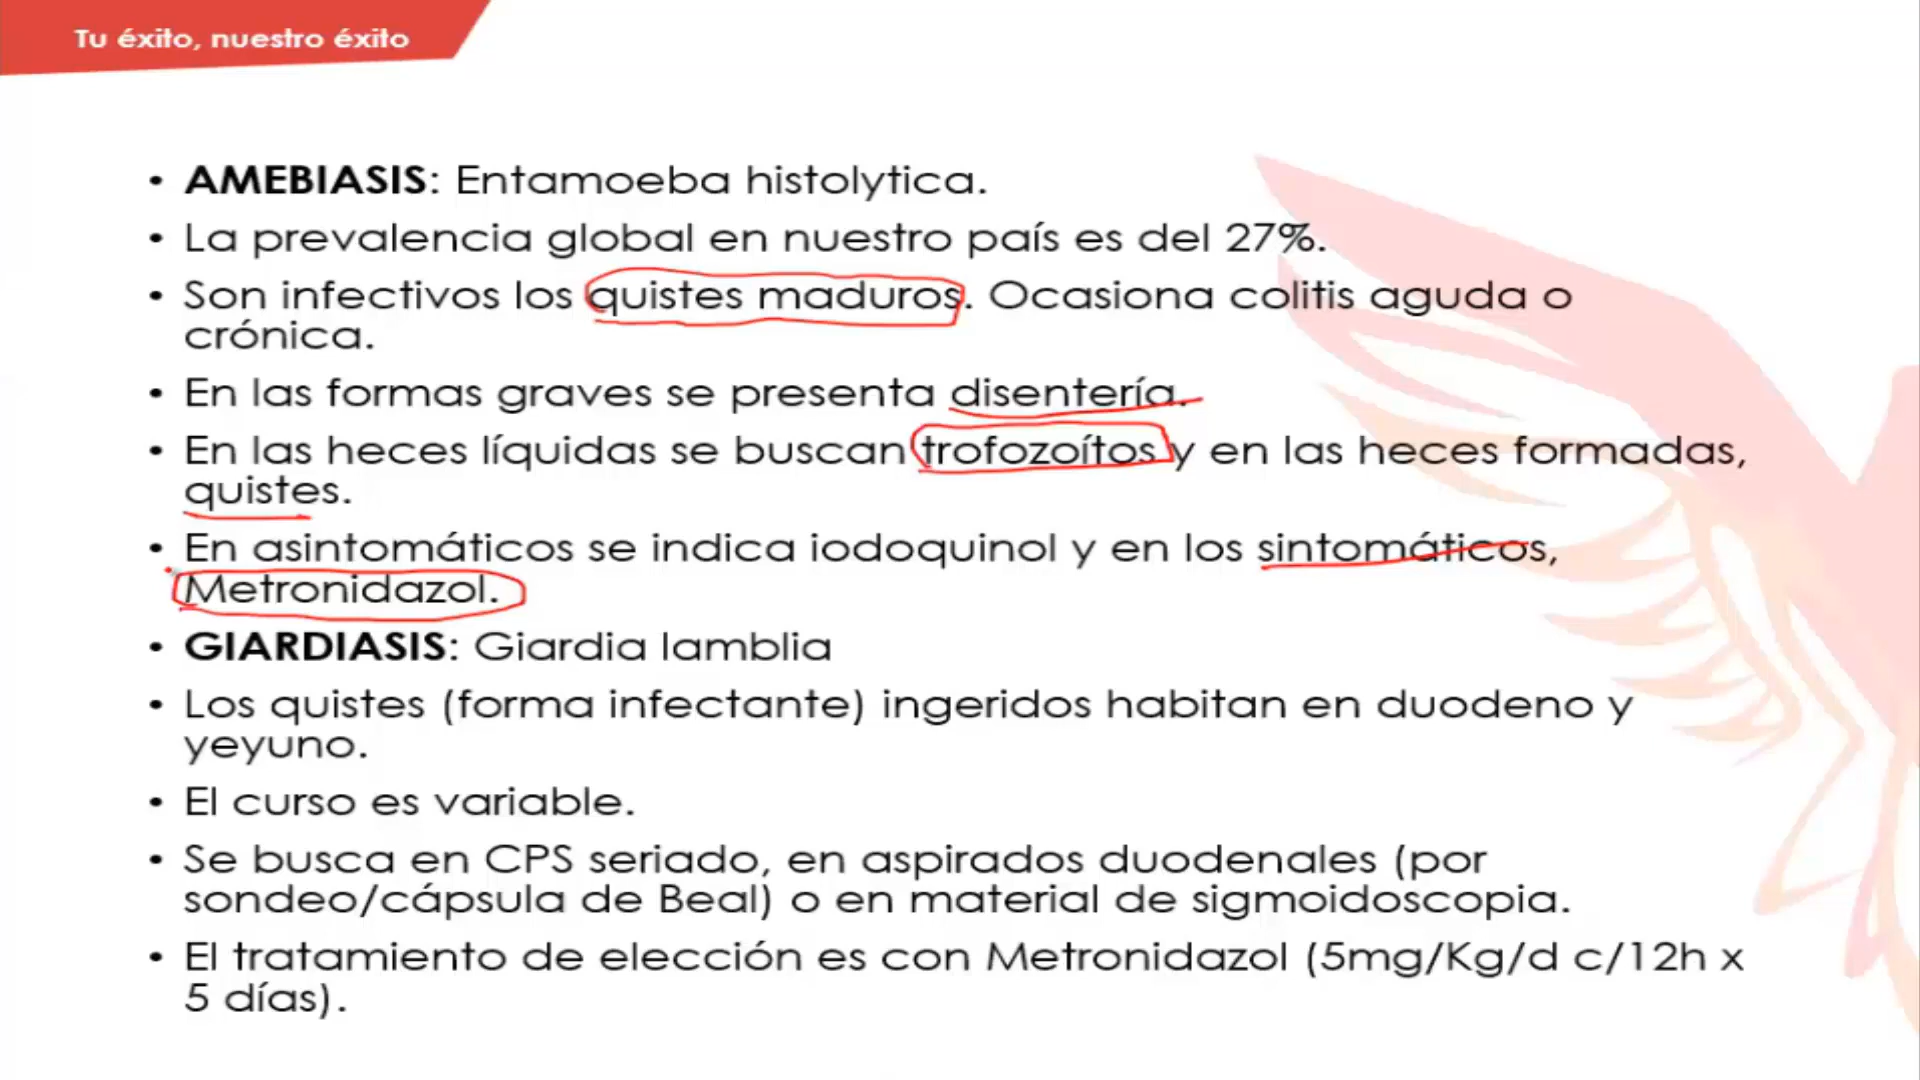 Tu éxito, nuestro éxito
• AMEBIASIS: Entamoeba histolytica.
• La prevalencia global en nuestro país es del 27%.
• Son infectivos los quistes maduros. Ocasiona colitis aguda o
crónica.
• En las formas graves se presenta disentería.
• En las heces líquidas se buscan trofozoítos y en las heces formadas,
quistes.
• En asintomáticos se indica iodoquinol y en los sintomáticos,
Metronidazol.
• GIARDIASIS: Giardia lamblia
• Los quistes (forma infectante) ingeridos habitan en duodeno y
yeyuno.
• El curso es variable.
• Se busca en CPS seriado, en aspirados duodenales (por
sondeo/cápsula de Beal) o en material de sigmoidoscopia.
• El tratamiento de elección es con Metronidazol (5mg/Kg/d c/12h x
5 días).